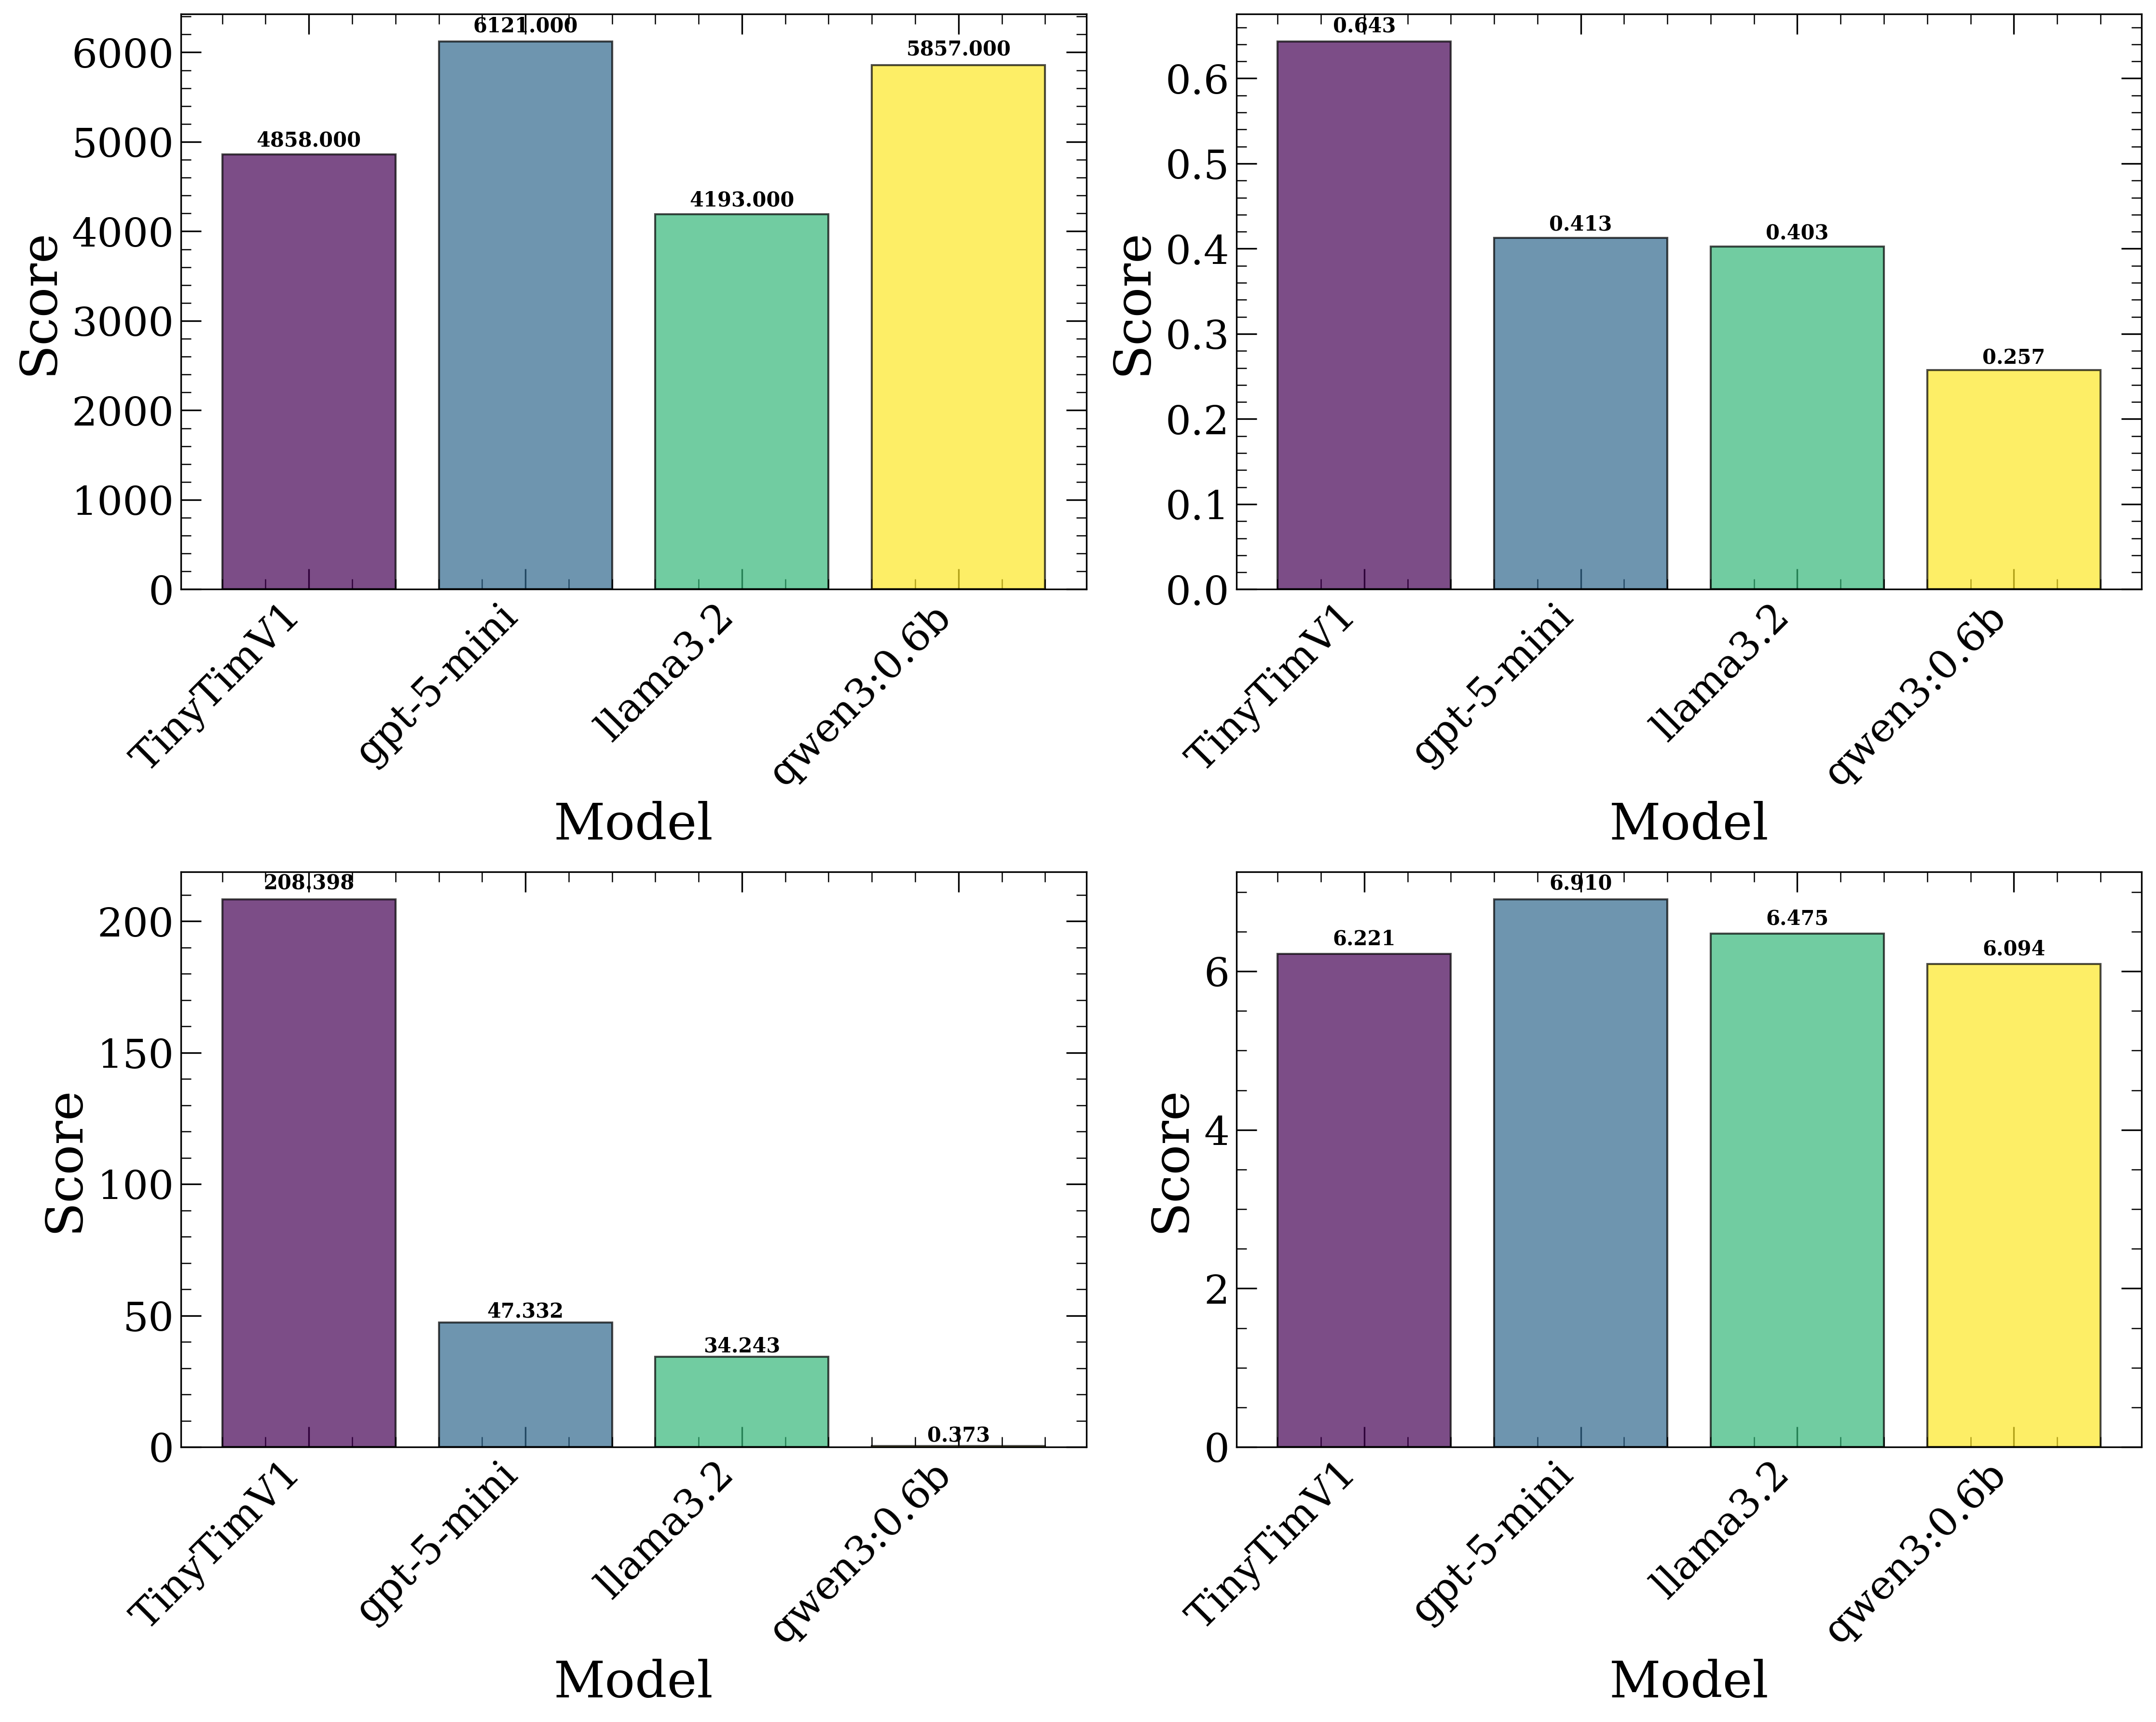 6121.000
5857.000
4858.000
4193.000
6000
5000
4000
3000
2000
1000
0
Score
TinyTimV1
gpt-5-mini
llama3.2
qwen3:0.6b
Model
0.643
0.413
0.403
0.257
0.6
0.5
0.4
0.3
0.2
0.1
0.0
Score
TinyTimV1
gpt-5-mini
llama3.2
qwen3:0.6b
Model
208.398
47.332
34.243
0.373
200
150
100
50
0
Score
TinyTimV1
gpt-5-mini
llama3.2
qwen3:0.6b
Model
6.910
6.475
6.221
6.094
6
4
2
0
Score
TinyTimV1
gpt-5-mini
llama3.2
qwen3:0.6b
Model